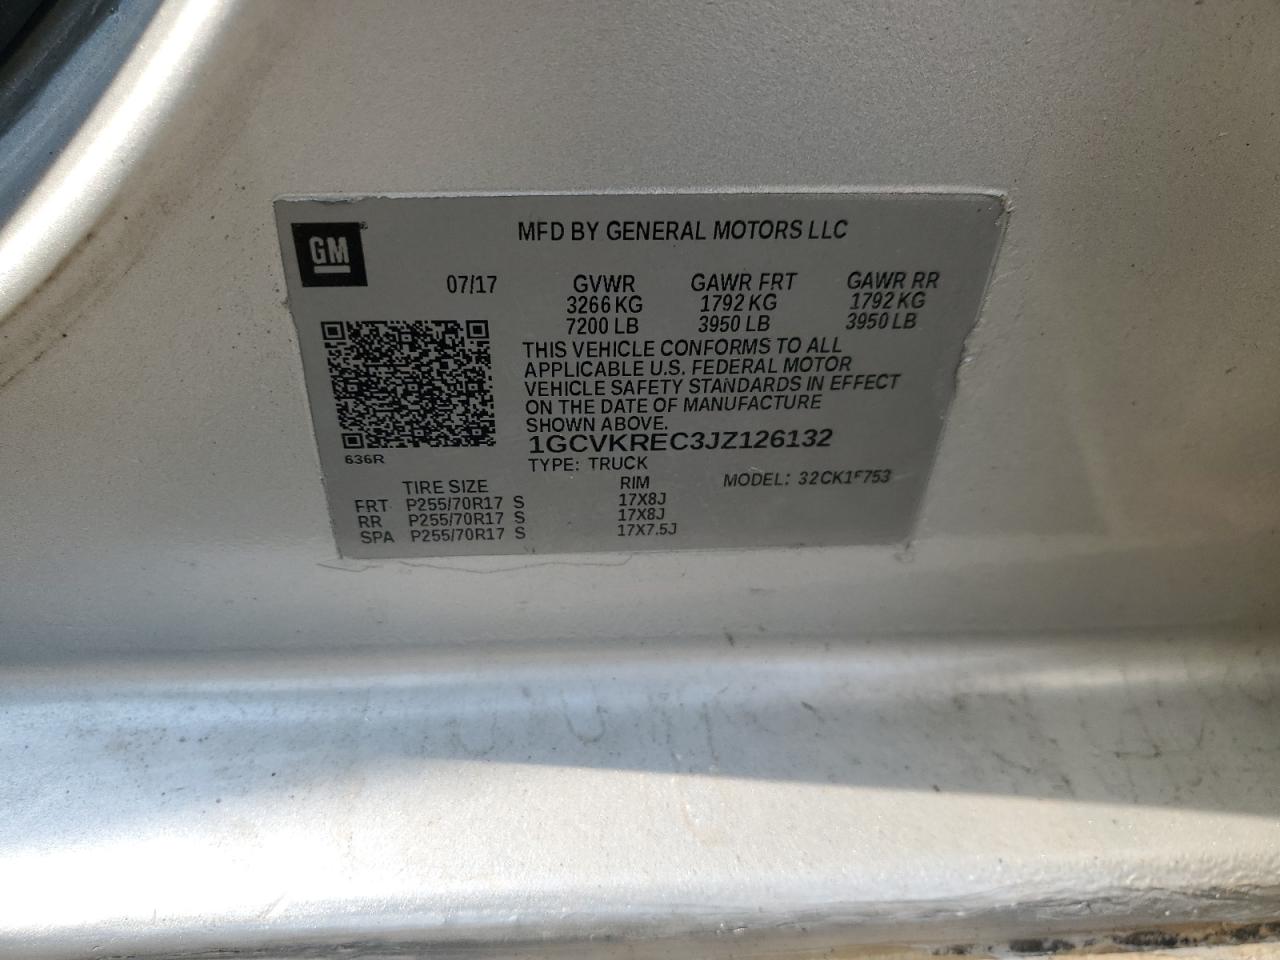 GM
MFD BY GENERAL MOTORS LLC
07/17 GVWR GAWR FRT GAWR RR
3266 KG 1792 KG 1792 KG
7200 LB 3950 LB 3950 LB
THIS VEHICLE CONFORMS TO ALL
APPLICABLE U.S. FEDERAL MOTOR
VEHICLE SAFETY STANDARDS IN EFFECT
ON THE DATE OF MANUFACTURE
SHOWN ABOVE.
1GCVKREC3JZ126132
636R
TYPE: TRUCK MODEL: 32CK1F753
TIRE SIZE RIM
FRT P255/70R17 S 17X8J
RR P255/70R17 S 17X8J
SPA P255/70R17 S 17X7.5J